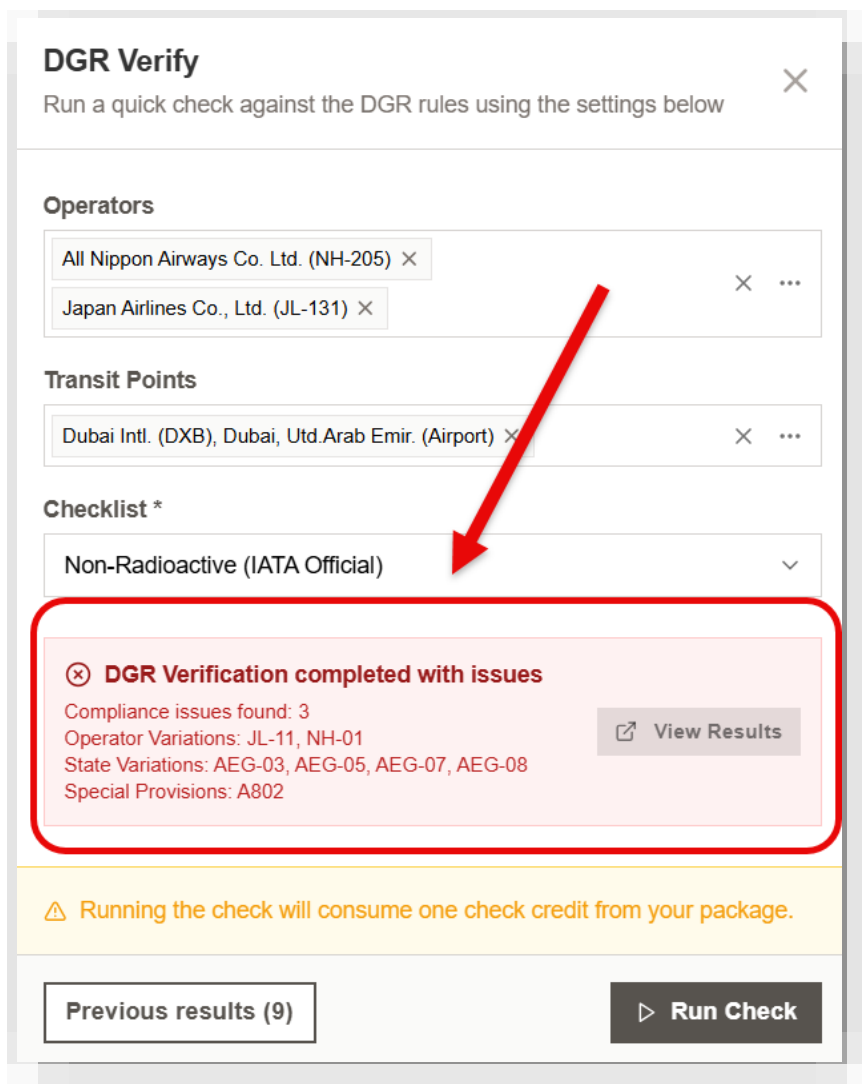 DGR Verify
Run a quick check against the DGR rules using the settings below
Operators
All Nippon Airways Co. Ltd. (NH-205)
Japan Airlines Co., Ltd. (JL-131)
Transit Points
Dubai Intl. (DXB), Dubai, Utd.Arab Emir. (Airport)
Checklist *
Non-Radioactive (IATA Official)
DGR Verification completed with issues
Compliance issues found: 3
Operator Variations: JL-11, NH-01
State Variations: AEG-03, AEG-05, AEG-07, AEG-08
Special Provisions: A802
View Results
Running the check will consume one check credit from your package.
Previous results (9)
Run Check